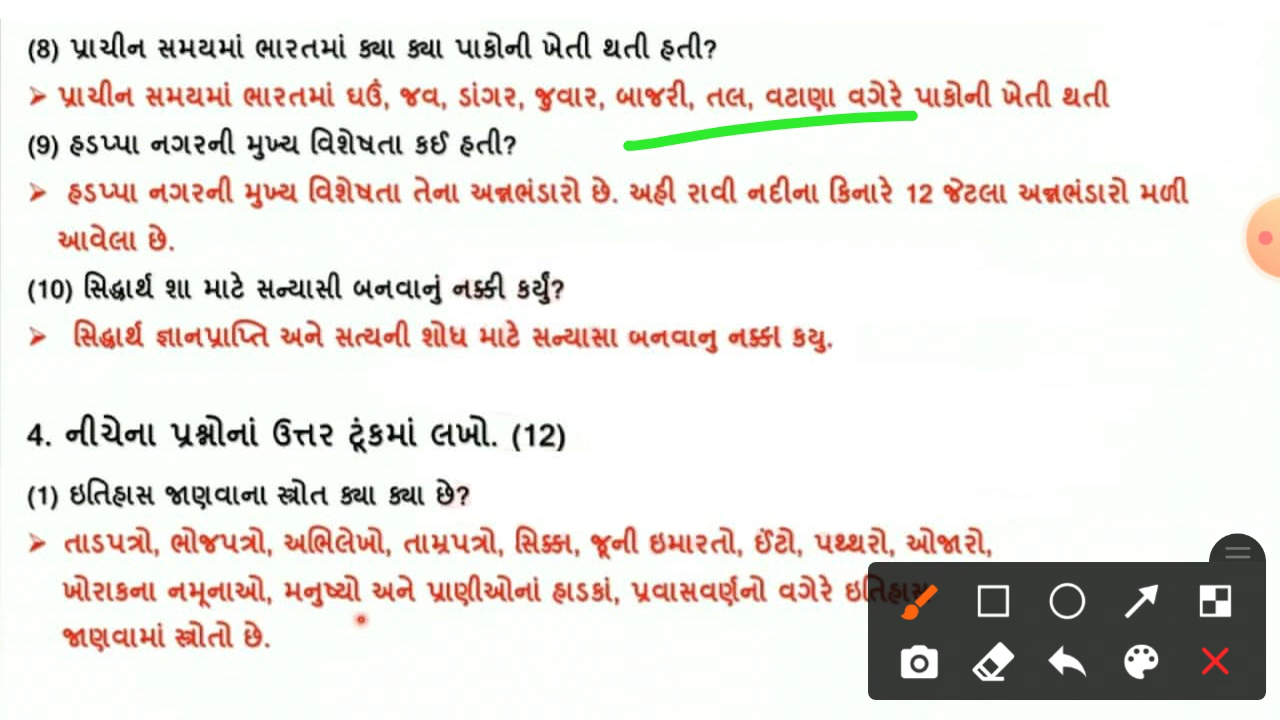 (8) પ્રાચીન સમયમાં ભારતમાં ક્યા ક્યા પાકોની ખેતી થતી હતી?
➤ પ્રાચીન સમયમાં ભારતમાં ઘઉં, જવ, ડાંગર, જુવાર, બાજરી, તલ, વટાણા વગેરે પાકોની ખેતી થતી
(9) હડપ્પા નગરની મુખ્ય વિશેષતા કઈ હતી?
➤ હડપ્પા નગરની મુખ્ય વિશેષતા તેના અન્નભંડારો છે. અહી રાવી નદીના કિનારે 12 જેટલા અન્નભંડારો મળી
આવેલા છે.
(10) સિદ્ધાર્થ શા માટે સન્યાસી બનવાનું નક્કી કર્યું?
➤ સિદ્ધાર્થ જ્ઞાનપ્રાપ્તિ અને સત્યની શોધ માટે સન્યાસા બનવાનુ નક્કા કયુ.
4. નીચેના પ્રશ્નોનાં ઉત્તર ટૂંકમાં લખો. (12)
(1) ઇતિહાસ જાણવાના સ્ત્રોત ક્યા ક્યા છે?
➤ તાડપત્રો, ભોજપત્રો, અભિલેખો, તામ્રપત્રો, સિક્કા, જૂની ઇમારતો, ઈંટો, પથ્થરો, ઓજારો,
ખોરાકના નમૂનાઓ, મનુષ્યો અને પ્રાણીઓનાં હાડકાં, પ્રવાસવર્ણનો વગેરે ઇતિહાસ
જાણવામાં સ્ત્રોતો છે.